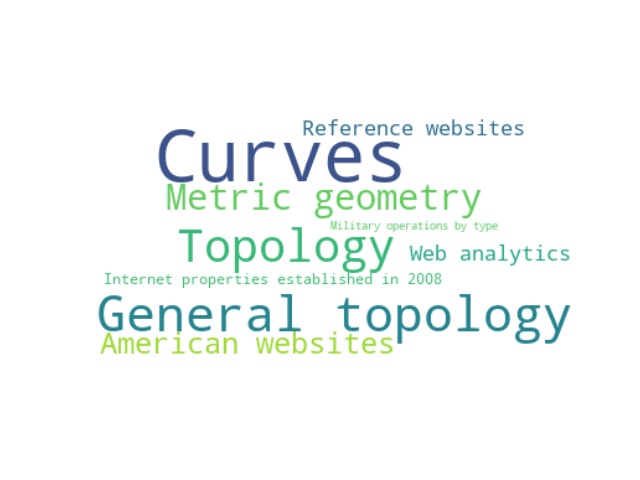 Reference websites
Curves
Metric geometry
Military operations by type
Topology
Web analytics
Internet properties established in 2008
General topology
American websites